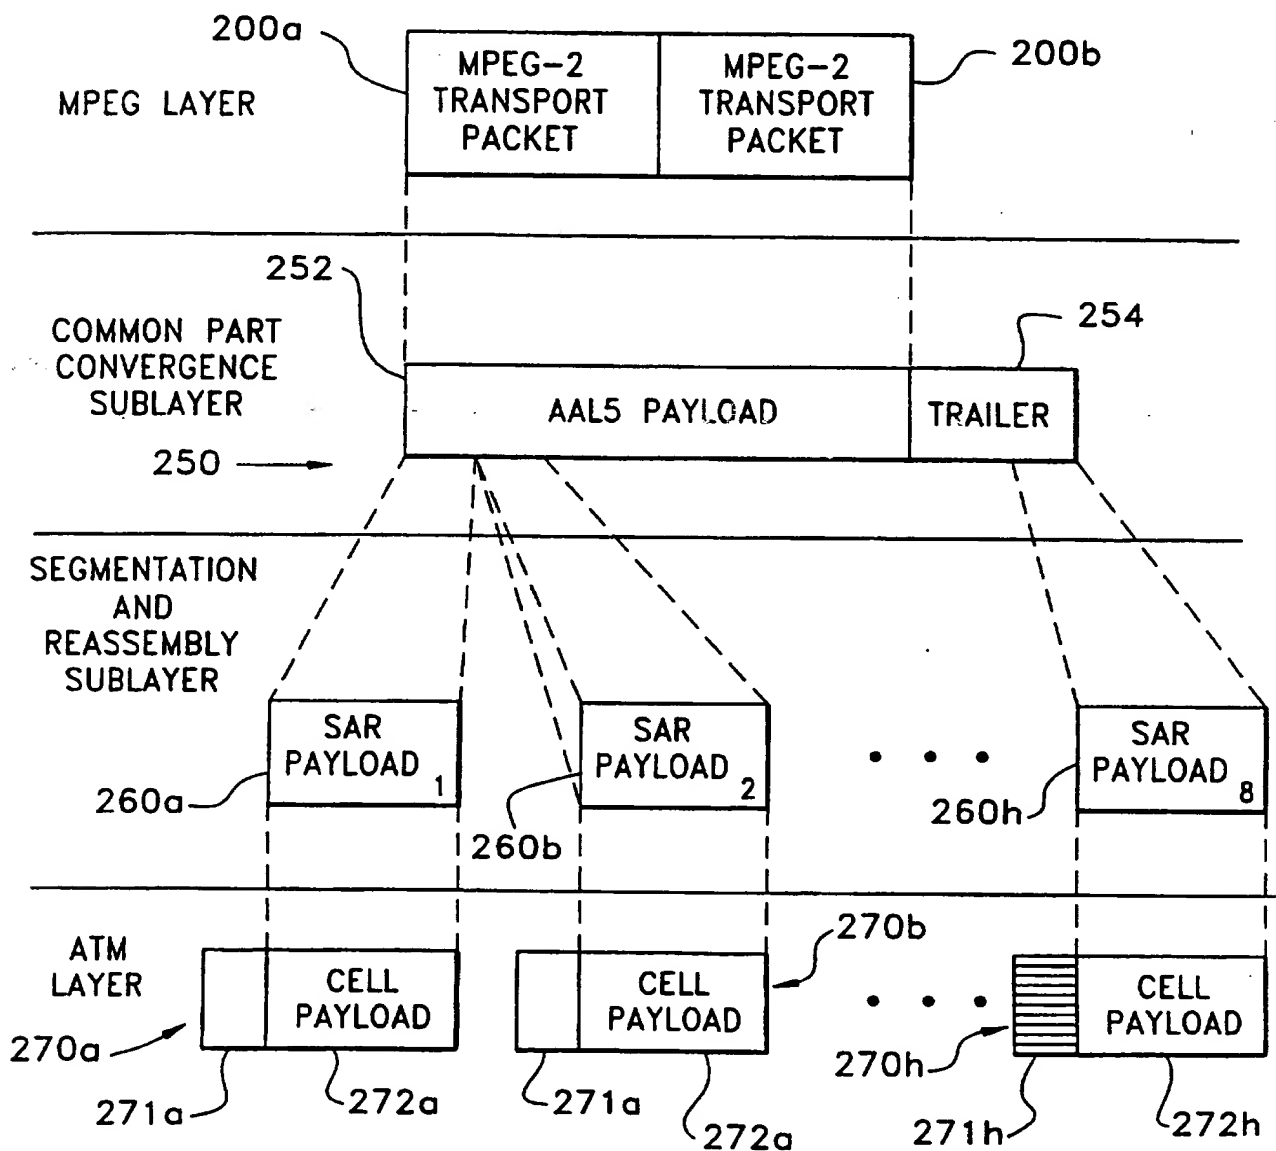 200a
MPEG-2
TRANSPORT
PACKET
MPEG-2
TRANSPORT
PACKET
200b
MPEG LAYER
252
254
COMMON PART
CONVERGENCE
SUBLAYER
AAL5 PAYLOAD
TRAILER
250
SEGMENTATION
AND
REASSEMBLY
SUBLAYER
SAR
PAYLOAD 1
SAR
PAYLOAD 2
SAR
PAYLOAD 8
260a
260b
260h
ATM
LAYER
CELL
PAYLOAD
CELL
PAYLOAD
270b
CELL
PAYLOAD
270a
270h
271a
272a
271a
272a
271h
272h